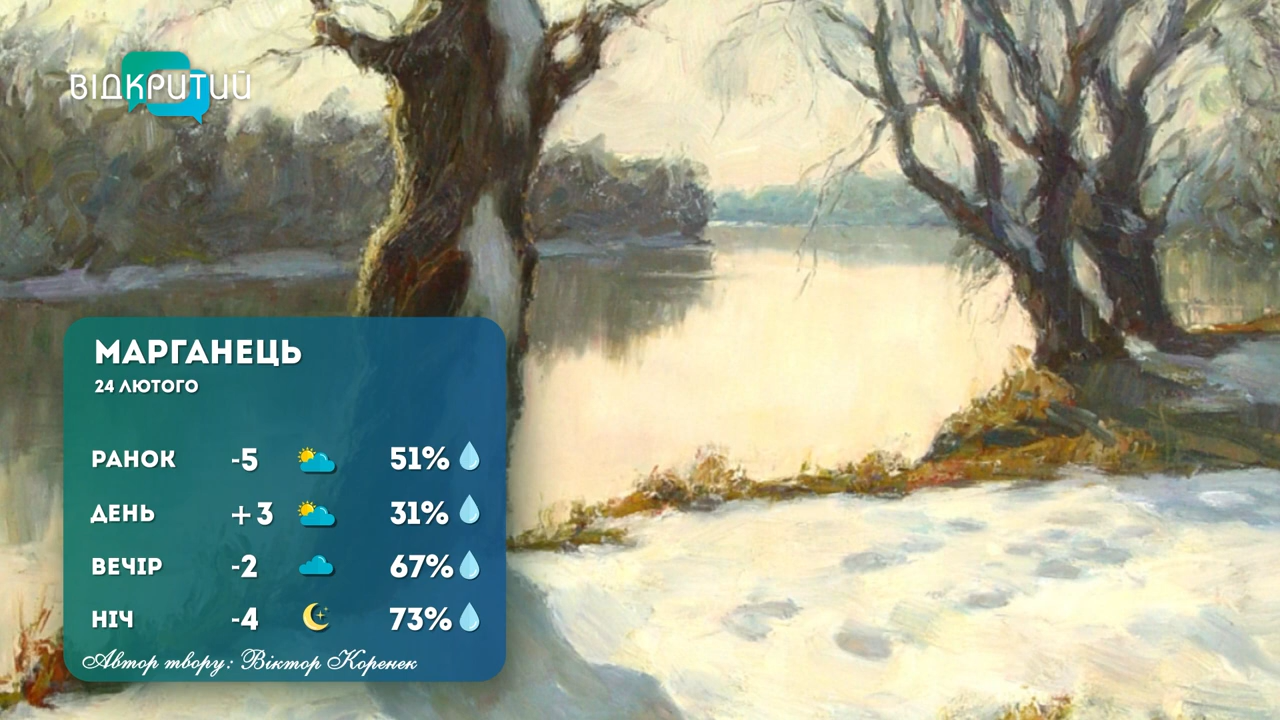 ВІДКРИТИЙ
МАРГАНЕЦЬ
24 ЛЮТОГО
РАНОК -5 51%
ДЕНЬ +3 31%
ВЕЧІР -2 67%
НІЧ -4 73%
Автор твору: Віктор Коренек